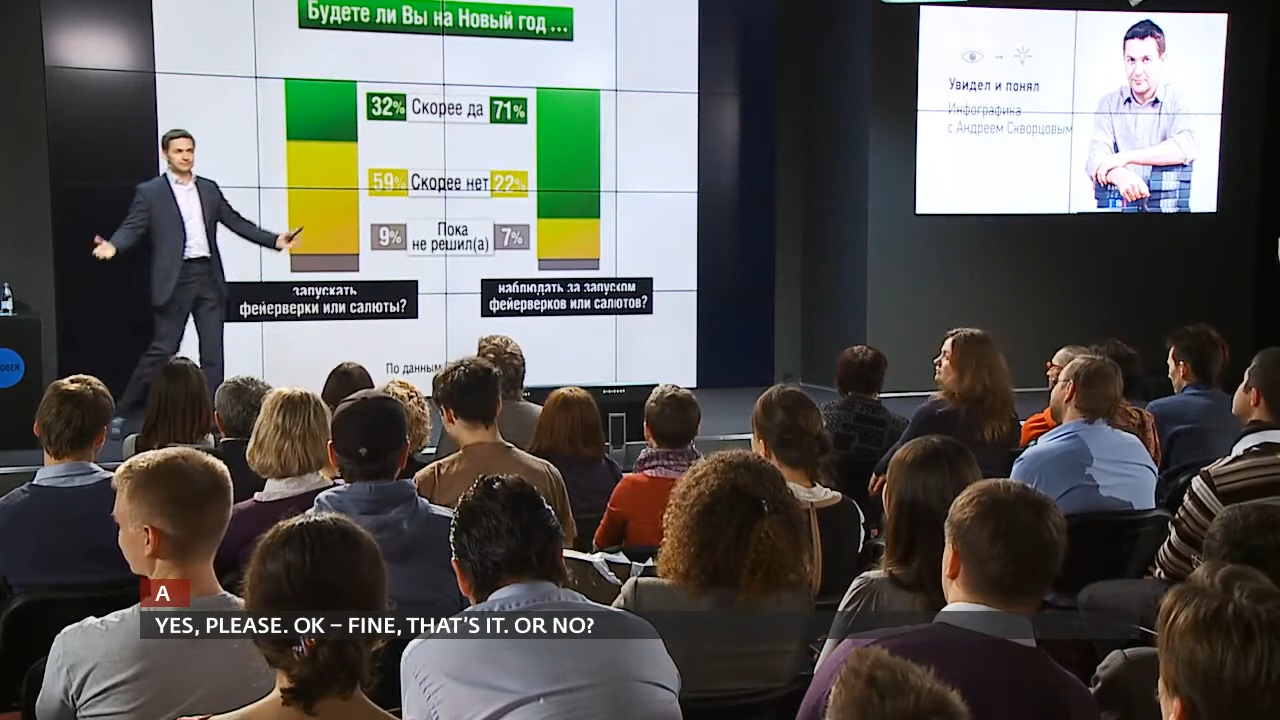 Будете ли Вы на Новый год ...
32% Скорее да 71%
59% Скорее нет 22%
9% Пока не решил(а) 7%
запускать
фейерверки или салюты?
наблюдать за запуском
фейерверков или салютов?
По данным
Увидел и понял
Инфографика
с Андреем Скворцовым
OBER
A
YES, PLEASE. OK – FINE, THAT'S IT. OR NO?